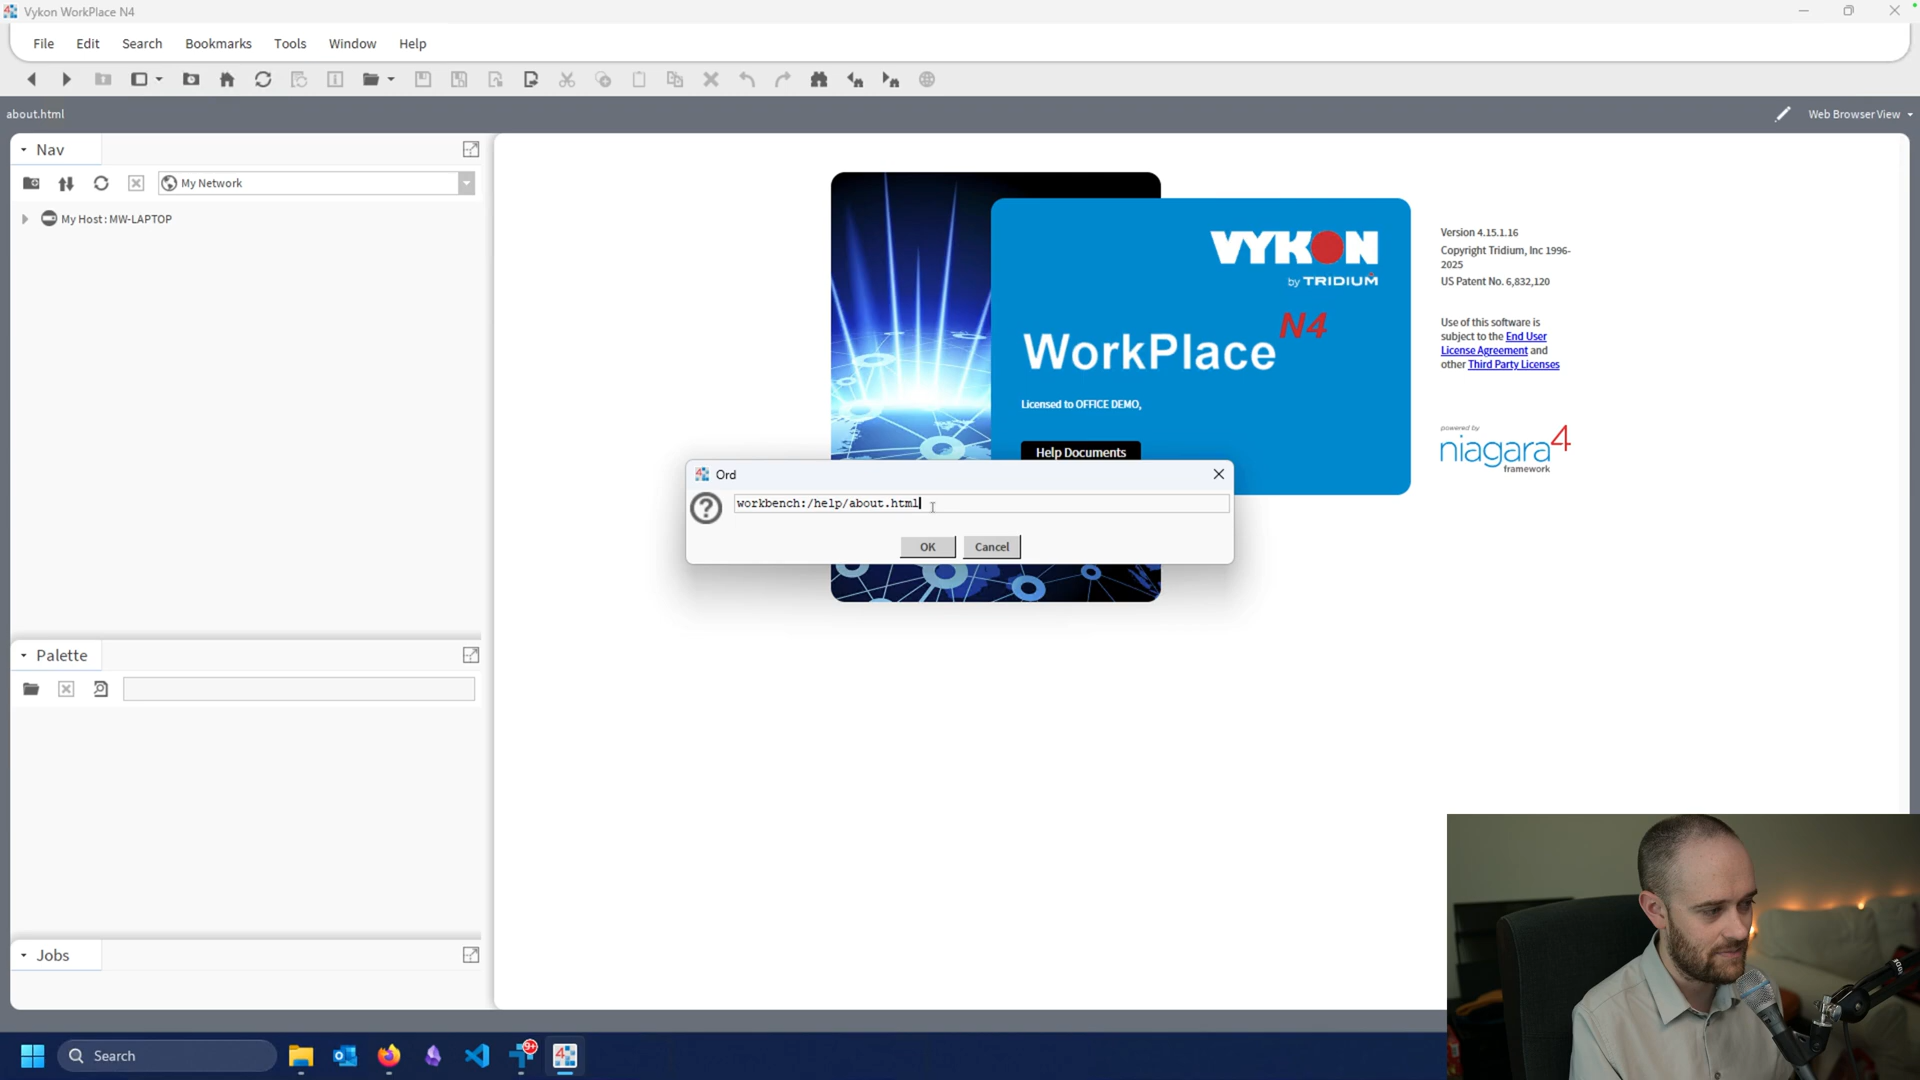 Vykon WorkPlace N4
File Edit Search Bookmarks Tools Window Help
about.html
Web Browser View
Nav
My Network
My Host : MW-LAPTOP
VYKON
by TRIDIUM
WorkPlace N4
Licensed to OFFICE DEMO,
Help Documents
Version 4.15.1.16
Copyright Tridium, Inc 1996-
2025
US Patent No. 6,832,120
Use of this software is
subject to the End User
License Agreement and
other Third Party Licenses
powered by
niagara4
framework
Ord
workbench:/help/about.html
OK Cancel
Palette
Jobs
Search
9+
4